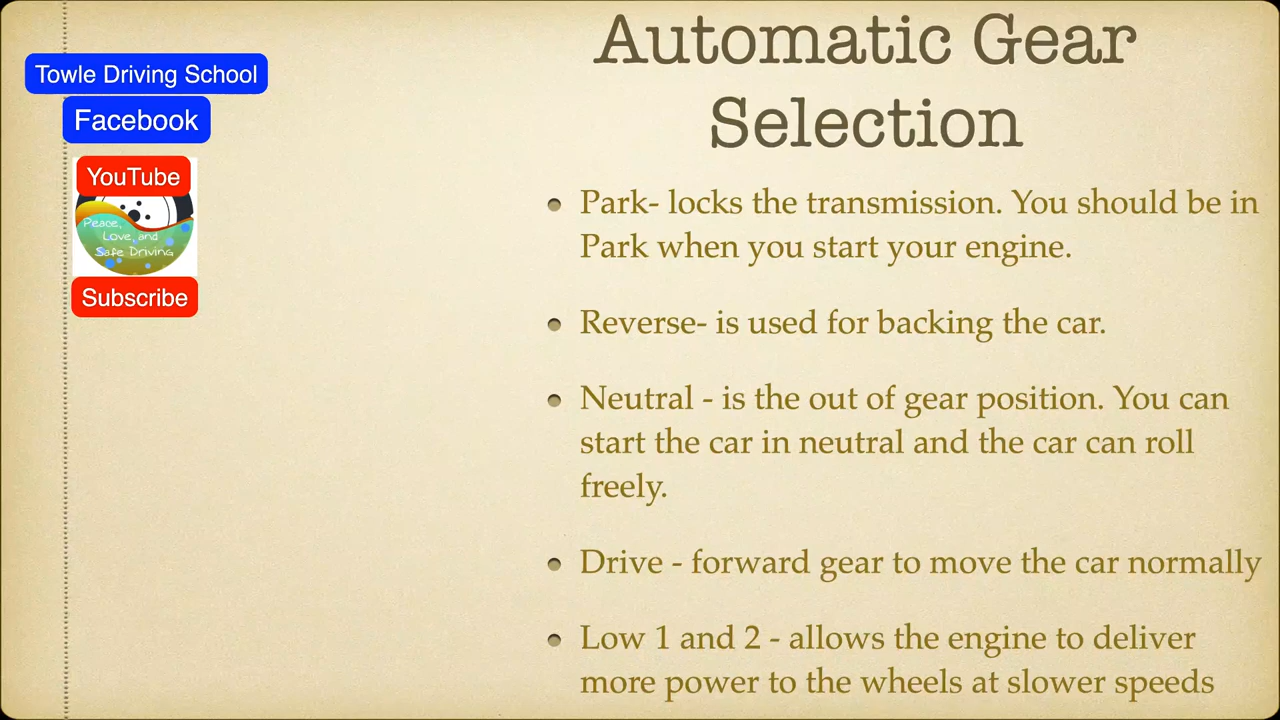 Automatic Gear
Selection
Towle Driving School
Facebook
YouTube
Peace,
Love, and
Safe Driving
Subscribe
Park- locks the transmission. You should be in
Park when you start your engine.
Reverse- is used for backing the car.
Neutral - is the out of gear position. You can
start the car in neutral and the car can roll
freely.
Drive - forward gear to move the car normally
Low 1 and 2 - allows the engine to deliver
more power to the wheels at slower speeds